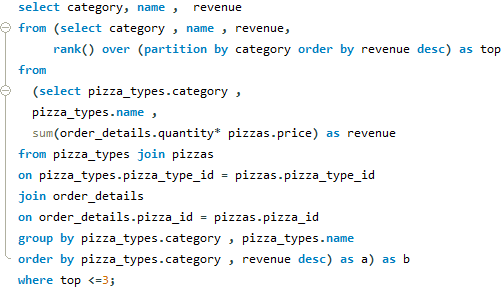 select category, name , revenue
from (select category , name , revenue,
rank() over (partition by category order by revenue desc) as top
from
(select pizza_types.category ,
pizza_types.name ,
sum(order_details.quantity* pizzas.price) as revenue
from pizza_types join pizzas
on pizza_types.pizza_type_id = pizzas.pizza_type_id
join order_details
on order_details.pizza_id = pizzas.pizza_id
group by pizza_types.category , pizza_types.name
order by pizza_types.category , revenue desc) as a) as b
where top <=3;